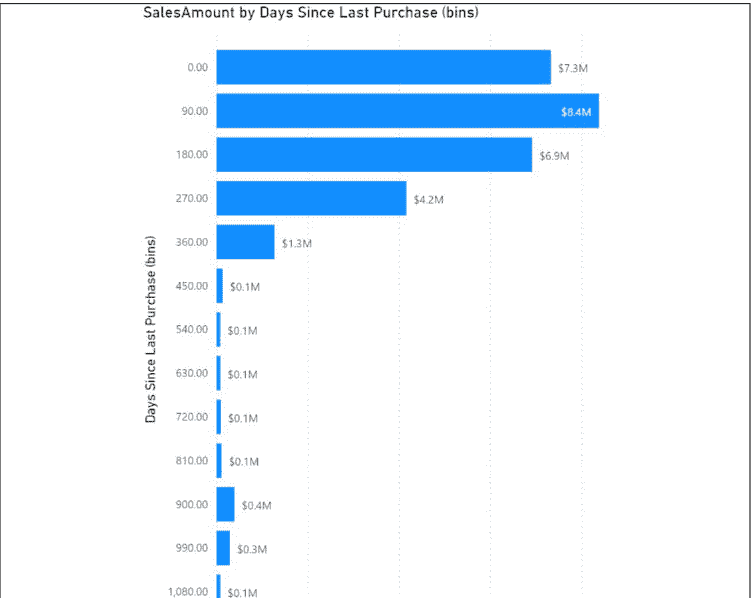 SalesAmount by Days Since Last Purchase (bins)
Days Since Last Purchase (bins)
0.00 $7.3M
90.00 $8.4M
180.00 $6.9M
270.00 $4.2M
360.00 $1.3M
450.00 $0.1M
540.00 $0.1M
630.00 $0.1M
720.00 $0.1M
810.00 $0.1M
900.00 $0.4M
990.00 $0.3M
1,080.00 $0.1M